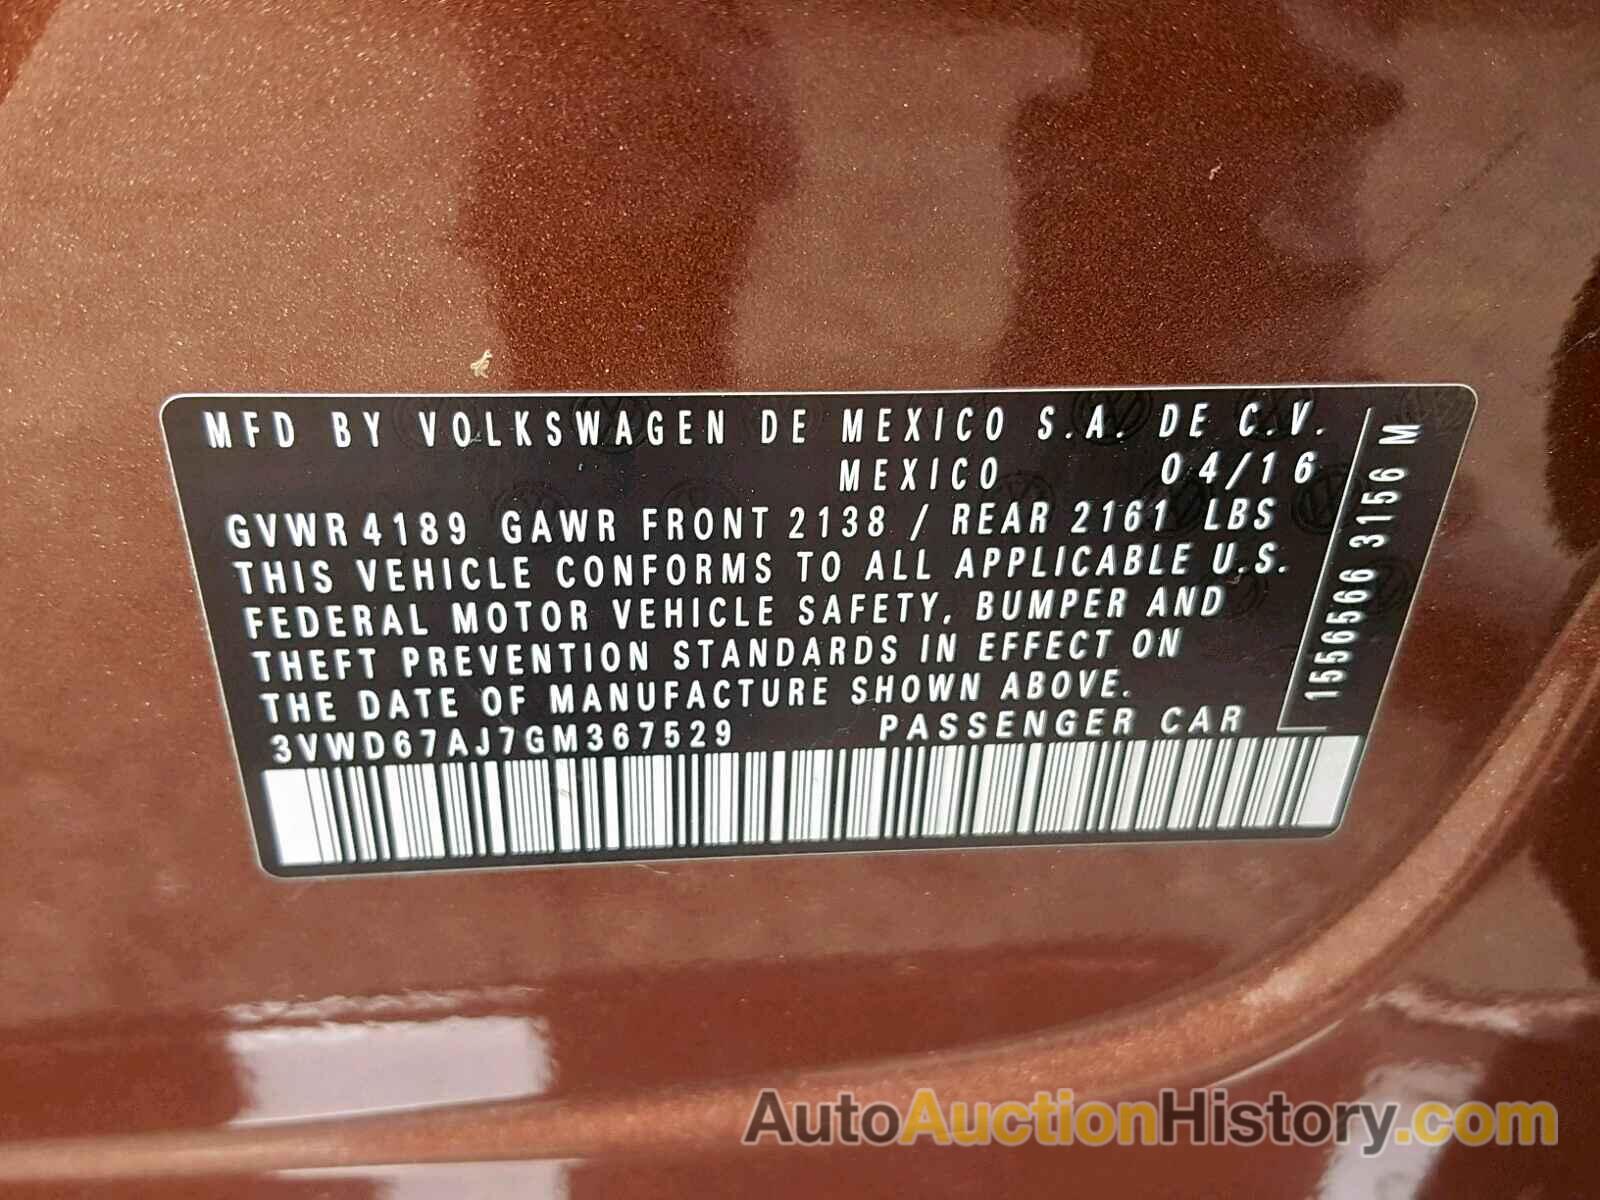 MFD BY VOLKSWAGEN DE MEXICO S.A. DE C.V.
MEXICO 04/16
GVWR 4189 GAWR FRONT 2138 / REAR 2161 LBS
THIS VEHICLE CONFORMS TO ALL APPLICABLE U.S.
FEDERAL MOTOR VEHICLE SAFETY, BUMPER AND
THEFT PREVENTION STANDARDS IN EFFECT ON
THE DATE OF MANUFACTURE SHOWN ABOVE.
3VWD67AJ7GM367529 PASSENGER CAR
155656 6 3156 M
AutoAuctionHistory.com